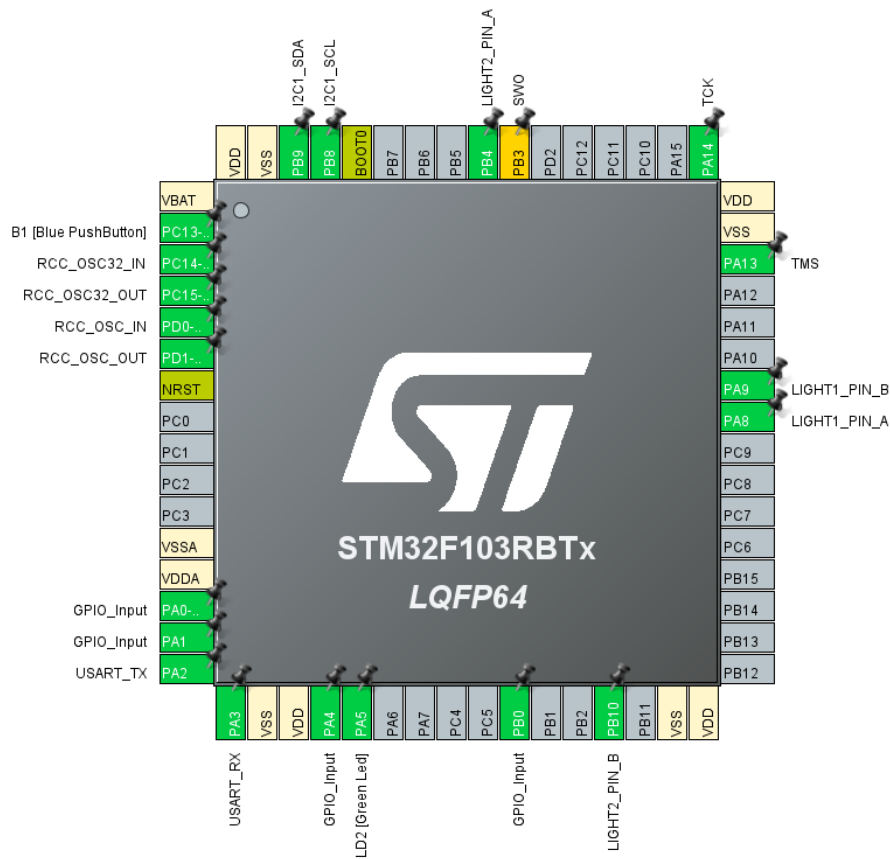 I2C1_SDA
I2C1_SCL
LIGHT2_PIN_A
SWO
TCK
VDD
VSS
PB9
PB8
BOOT0
PB7
PB6
PB5
PB4
PB3
PD2
PC12
PC11
PC10
PA15
PA14
VBAT
B1 [Blue PushButton] PC13-..
RCC_OSC32_IN PC14-..
RCC_OSC32_OUT PC15-..
RCC_OSC_IN PD0-..
RCC_OSC_OUT PD1-..
NRST
PC0
PC1
PC2
PC3
VSSA
VDDA
GPIO_Input PA0-..
GPIO_Input PA1
USART_TX PA2
ST
STM32F103RBTx
LQFP64
VDD
VSS
PA13 TMS
PA12
PA11
PA10
PA9 LIGHT1_PIN_B
PA8 LIGHT1_PIN_A
PC9
PC8
PC7
PC6
PB15
PB14
PB13
PB12
PA3
VSS
VDD
PA4
PA5
PA6
PA7
PC4
PC5
PB0
PB1
PB2
PB10
PB11
VSS
VDD
USART_RX
GPIO_Input
LD2 [Green Led]
GPIO_Input
LIGHT2_PIN_B